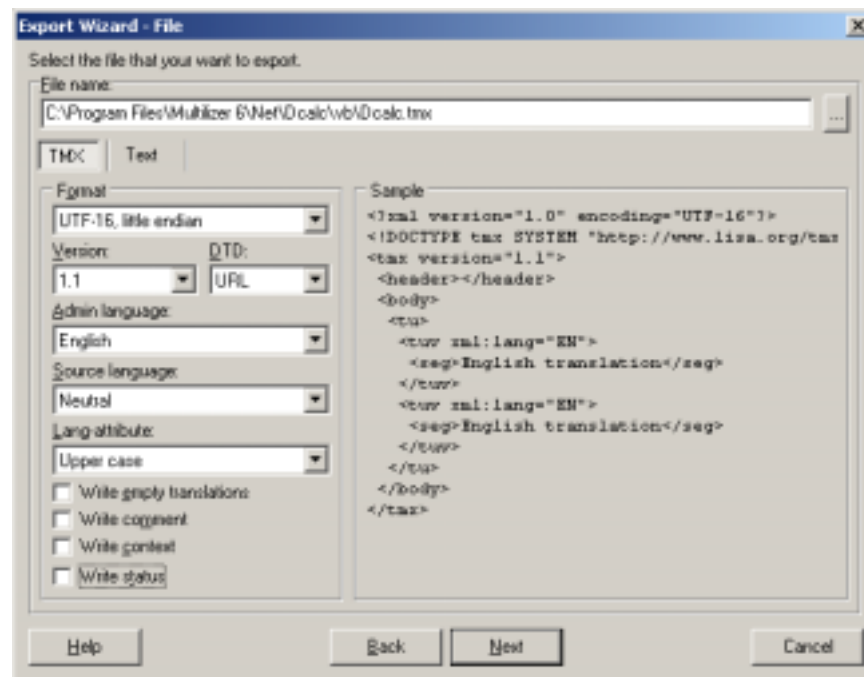 Export Wizard - File
Select the file that your want to export.
File name:
C:\Program Files\Multilizer 6\Net\Dcalc\vb\Dcalc.tmx
...
TMX Text
Format
UTF-16, little endian
Version: DTD:
1.1 URL
Admin language:
English
Source language:
Neutral
Lang-attribute:
Upper case
Write empty translations
Write comment
Write context
Write status
Sample
<?xml version="1.0" encoding="UTF-16"?>
<!DOCTYPE tmx SYSTEM "http://www.lisa.org/tmx
<tmx version="1.1">
<header></header>
<body>
<tu>
<tuv xml:lang="EN">
<seg>English translation</seg>
</tuv>
<tuv xml:lang="EN">
<seg>English translation</seg>
</tuv>
</tu>
</body>
</tmx>
Help Back Next Cancel